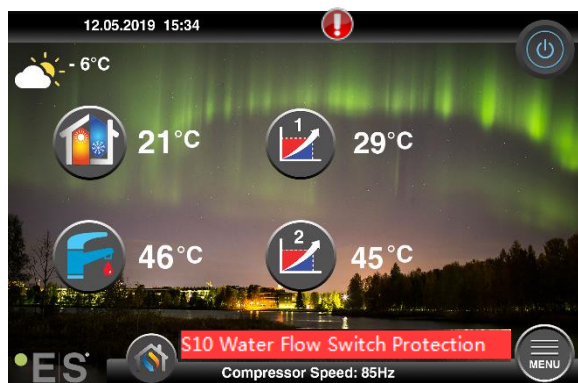 12.05.2019 15:34
- 6°C
21°C
1
29°C
46°C
2
45°C
ES
S10 Water Flow Switch Protection
MENU
Compressor Speed: 85Hz